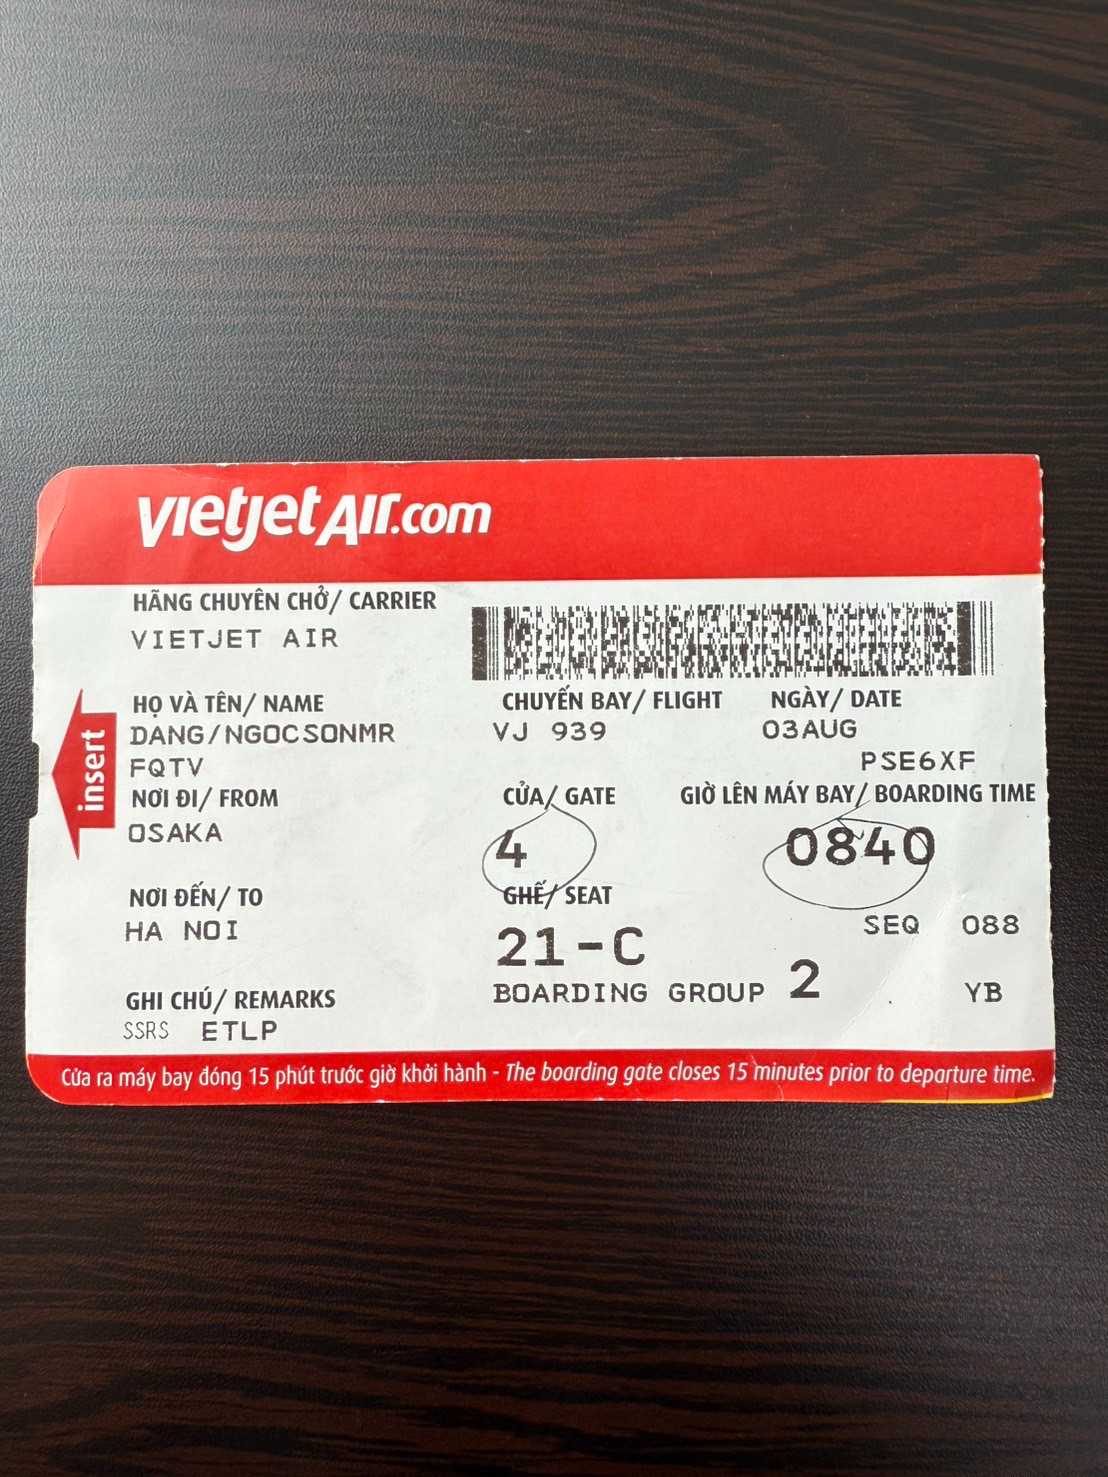 vietjetAir.com
HÃNG CHUYÊN CHỞ/ CARRIER
VIETJET AIR
HỌ VÀ TÊN/ NAME
DANG/NGOCSONMR
FQTV
CHUYẾN BAY/ FLIGHT
VJ 939
NGÀY/ DATE
03AUG
PSE6XF
NƠI ĐI/ FROM
OSAKA
CỬA/ GATE
4
GIỜ LÊN MÁY BAY/ BOARDING TIME
0840
NƠI ĐẾN/ TO
HA NOI
GHẾ/ SEAT
21-C
SEQ 088
BOARDING GROUP 2
YB
GHI CHÚ/ REMARKS
SSRS ETLP
insert
Cửa ra máy bay đóng 15 phút trước giờ khởi hành - The boarding gate closes 15 minutes prior to departure time.